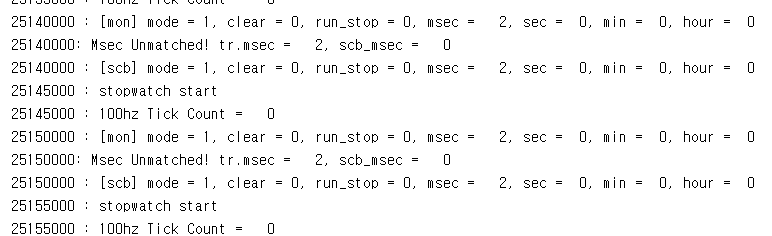 25135000 : 100hz Tick Count =    0
25140000 : [mon] mode = 1, clear = 0, run_stop = 0, msec =   2, sec =  0, min =  0, hour =  0
25140000: Msec Unmatched! tr.msec =   2, scb_msec =   0
25140000 : [scb] mode = 1, clear = 0, run_stop = 0, msec =   2, sec =  0, min =  0, hour =  0
25145000 : stopwatch start
25145000 : 100hz Tick Count =   0
25150000 : [mon] mode = 1, clear = 0, run_stop = 0, msec =   2, sec =  0, min =  0, hour =  0
25150000: Msec Unmatched! tr.msec =   2, scb_msec =   0
25150000 : [scb] mode = 1, clear = 0, run_stop = 0, msec =   2, sec =  0, min =  0, hour =  0
25155000 : stopwatch start
25155000 : 100hz Tick Count =   0